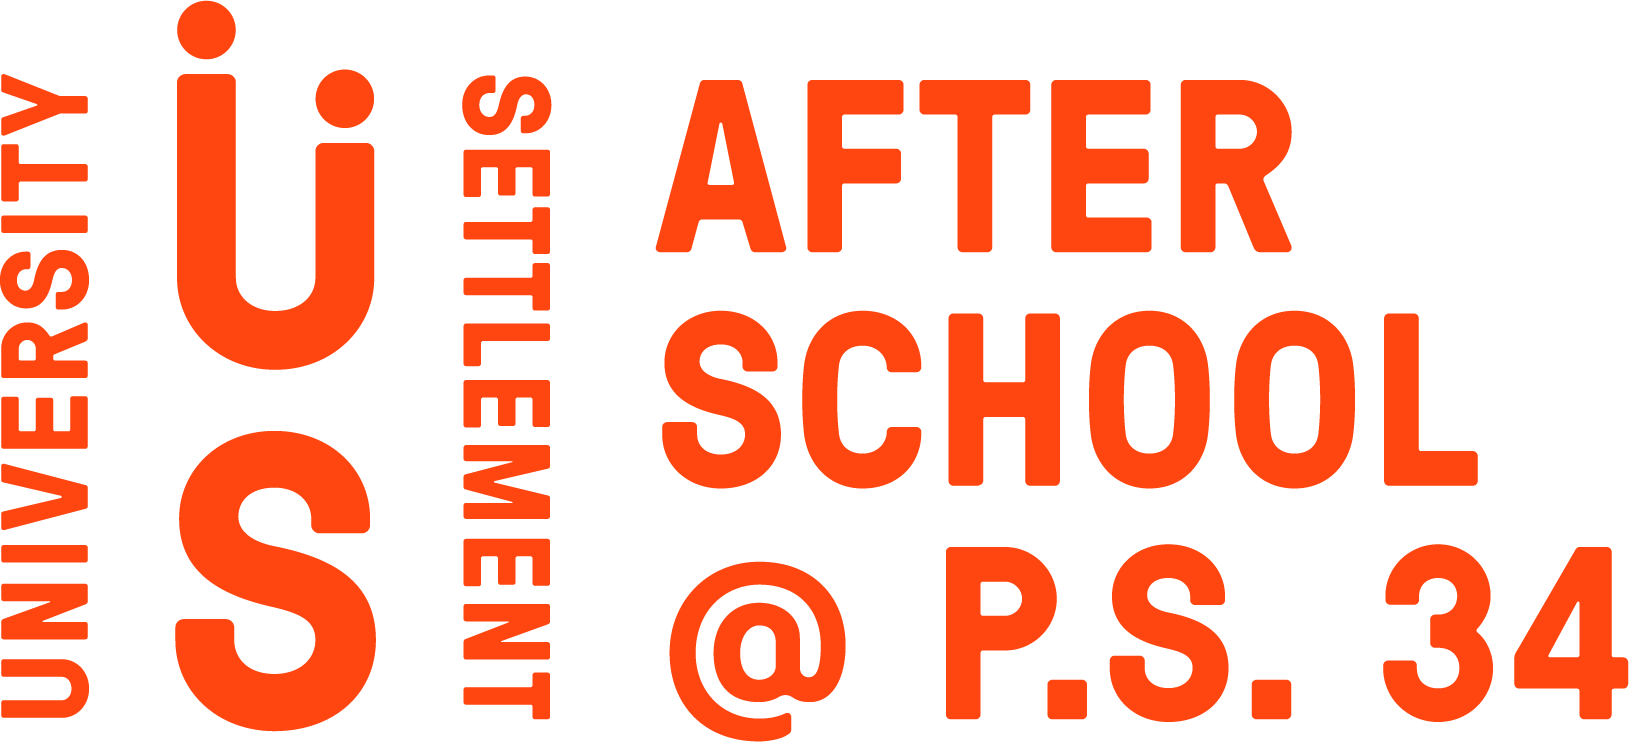 UNIVERSITY
US
SETTLEMENT
AFTER
SCHOOL
@ P.S. 34